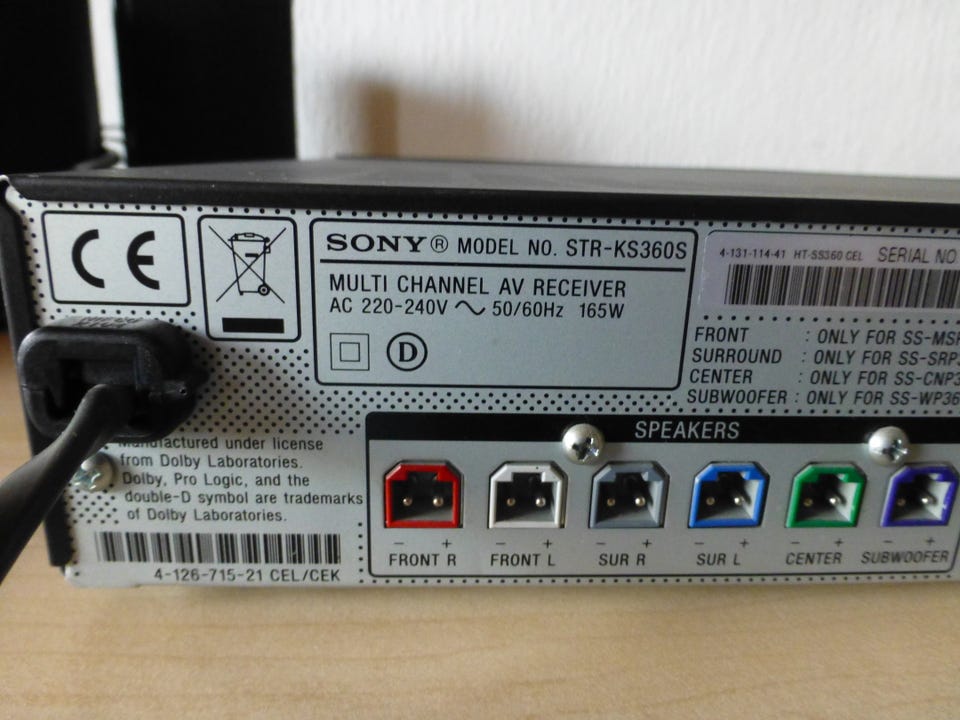 CE
SONY® MODEL NO. STR-KS360S
MULTI CHANNEL AV RECEIVER
AC 220-240V ~ 50/60Hz 165W
D
4-131-114-41 HT-SS360 CEL SERIAL NO
FRONT : ONLY FOR SS-MSP
SURROUND : ONLY FOR SS-SRP3
CENTER : ONLY FOR SS-CNP3
SUBWOOFER : ONLY FOR SS-WP36
Manufactured under license
from Dolby Laboratories.
Dolby, Pro Logic, and the
double-D symbol are trademarks
of Dolby Laboratories.
4-126-715-21 CEL/CEK
SPEAKERS
- + - + - + - + - + - +
FRONT R FRONT L SUR R SUR L CENTER SUBWOOFER